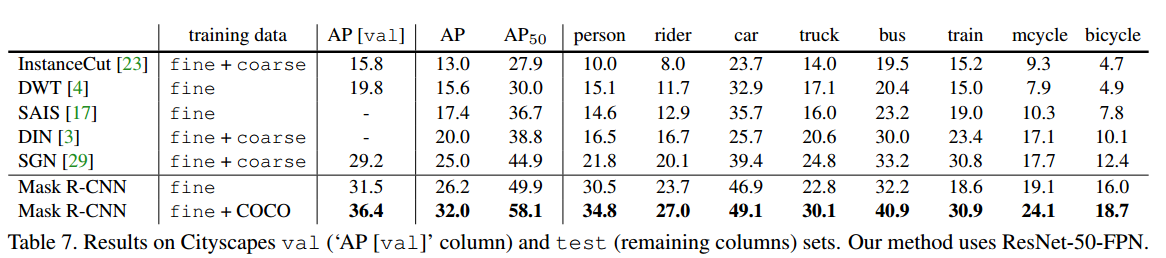 training data AP [val] AP AP50 person rider car truck bus train mcycle bicycle
InstanceCut [23] fine + coarse 15.8 13.0 27.9 10.0 8.0 23.7 14.0 19.5 15.2 9.3 4.7
DWT [4] fine 19.8 15.6 30.0 15.1 11.7 32.9 17.1 20.4 15.0 7.9 4.9
SAIS [17] fine - 17.4 36.7 14.6 12.9 35.7 16.0 23.2 19.0 10.3 7.8
DIN [3] fine + coarse - 20.0 38.8 16.5 16.7 25.7 20.6 30.0 23.4 17.1 10.1
SGN [29] fine + coarse 29.2 25.0 44.9 21.8 20.1 39.4 24.8 33.2 30.8 17.7 12.4
Mask R-CNN fine 31.5 26.2 49.9 30.5 23.7 46.9 22.8 32.2 18.6 19.1 16.0
Mask R-CNN fine + COCO 36.4 32.0 58.1 34.8 27.0 49.1 30.1 40.9 30.9 24.1 18.7
Table 7. Results on Cityscapes val (‘AP [val]’ column) and test (remaining columns) sets. Our method uses ResNet-50-FPN.